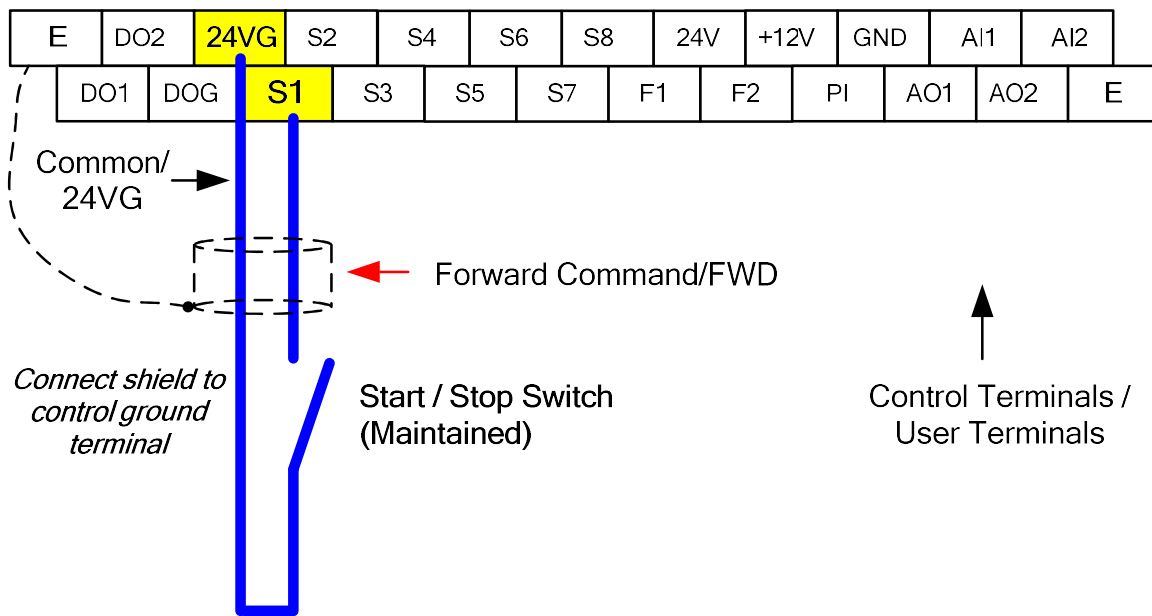 E DO2 24VG S2 S4 S6 S8 24V +12V GND AI1 AI2
DO1 DOG S1 S3 S5 S7 F1 F2 PI AO1 AO2 E
Common/
24VG
Forward Command/FWD
Connect shield to
control ground
terminal
Start / Stop Switch
(Maintained)
Control Terminals /
User Terminals